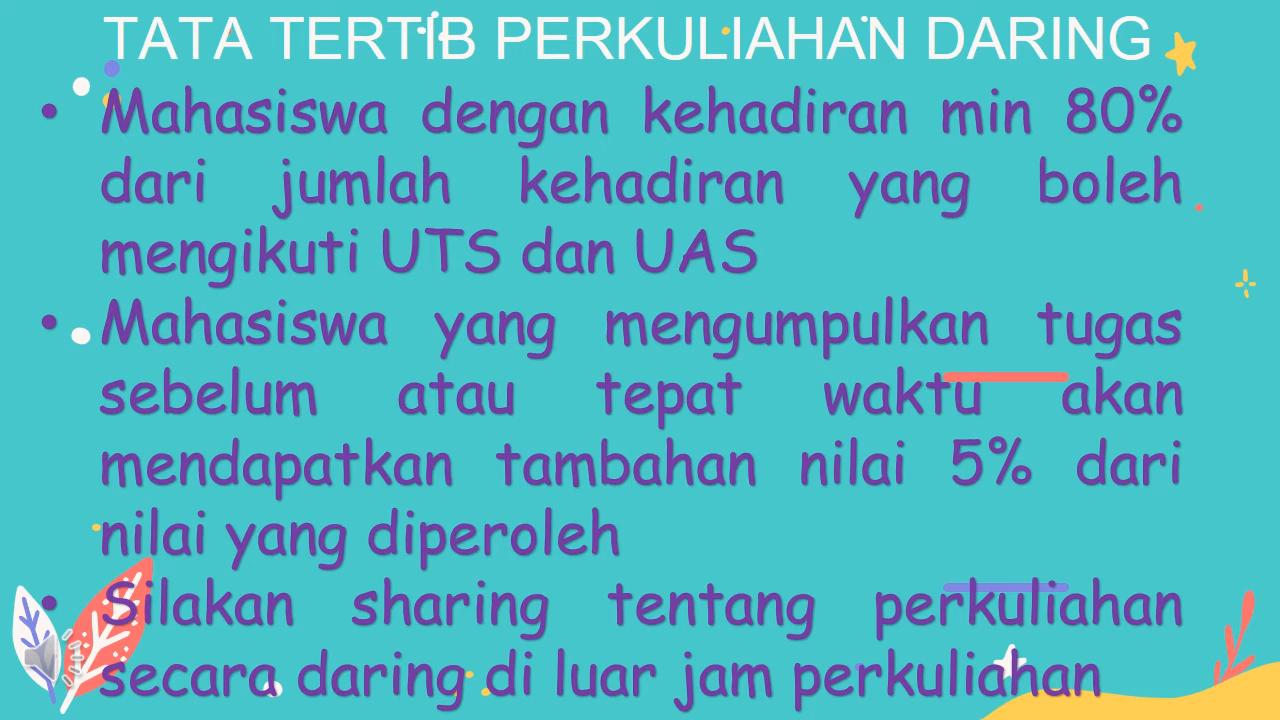 TATA TERTIB PERKULIAHAN DARING
• Mahasiswa dengan kehadiran min 80%
dari jumlah kehadiran yang boleh
mengikuti UTS dan UAS
• Mahasiswa yang mengumpulkan tugas
sebelum atau tepat waktu akan
mendapatkan tambahan nilai 5% dari
nilai yang diperoleh
• Silakan sharing tentang perkuliahan
secara daring di luar jam perkuliahan